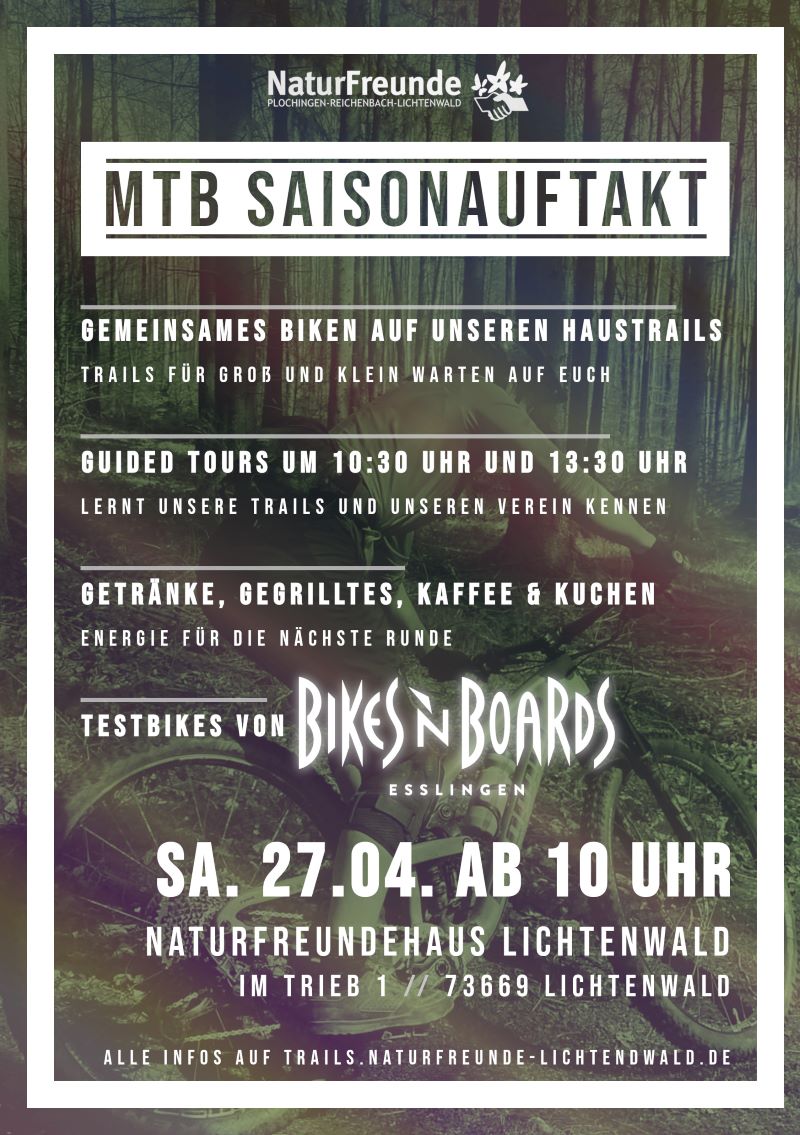 NaturFreunde
PLOCHINGEN-REICHENBACH-LICHTENWALD
MTB SAISONAUFTAKT
GEMEINSAMES BIKEN AUF UNSEREN HAUSTRAILS
TRAILS FÜR GROß UND KLEIN WARTEN AUF EUCH
GUIDED TOURS UM 10:30 UHR UND 13:30 UHR
LERNT UNSERE TRAILS UND UNSEREN VEREIN KENNEN
GETRÄNKE, GEGRILLTES, KAFFEE & KUCHEN
ENERGIE FÜR DIE NÄCHSTE RUNDE
TESTBIKES VON BIKES 'N BOARDS
ESSLINGEN
SA. 27.04. AB 10 UHR
NATURFREUNDEHAUS LICHTENWALD
IM TRIEB 1 // 73669 LICHTENWALD
ALLE INFOS AUF TRAILS.NATURFREUNDE-LICHTENDWALD.DE